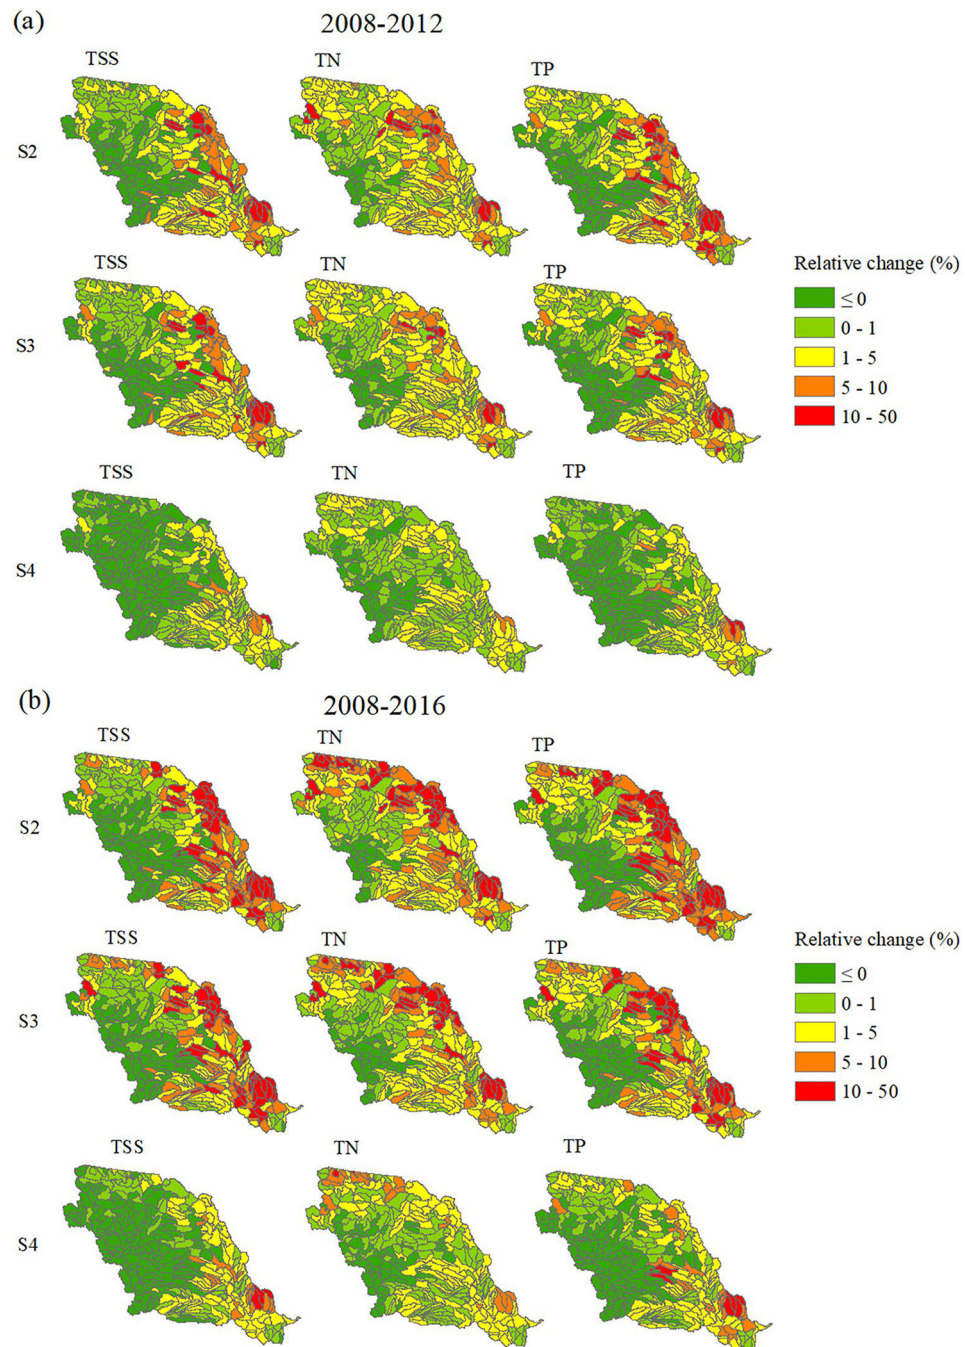 (a)
2008-2012
TSS
TN
TP
S2
TSS
TN
TP
S3
Relative change (%)
≤ 0
0 - 1
1 - 5
5 - 10
10 - 50
TSS
TN
TP
S4
(b)
2008-2016
TSS
TN
TP
S2
TSS
TN
TP
S3
Relative change (%)
≤ 0
0 - 1
1 - 5
5 - 10
10 - 50
TSS
TN
TP
S4